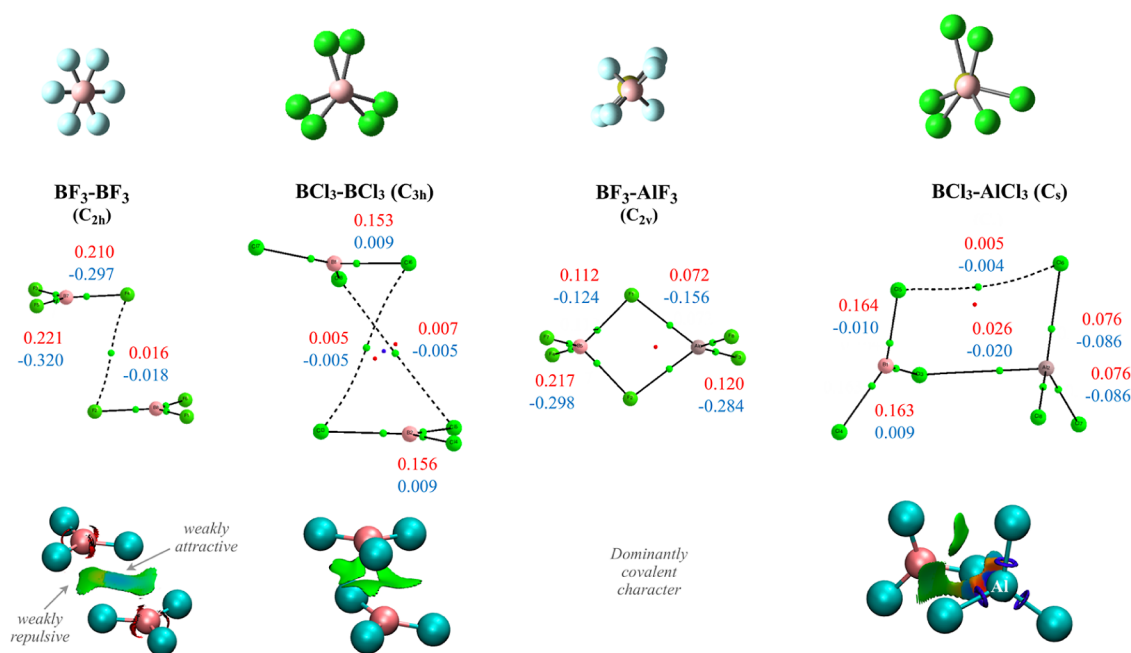 BF₃-BF₃
(C₂ₕ)
BCl₃-BCl₃ (C₃ₕ)
BF₃-AlF₃
(C₂ᵥ)
BCl₃-AlCl₃ (Cₛ)
0.210
-0.297
0.221
-0.320
0.016
-0.018
0.153
0.009
0.005
-0.005
0.007
-0.005
0.156
0.009
0.112
-0.124
0.072
-0.156
0.217
-0.298
0.120
-0.284
0.005
-0.004
0.164
-0.010
0.026
-0.020
0.076
-0.086
0.076
-0.086
0.163
0.009
weakly
attractive
weakly
repulsive
Dominantly
covalent
character
Al